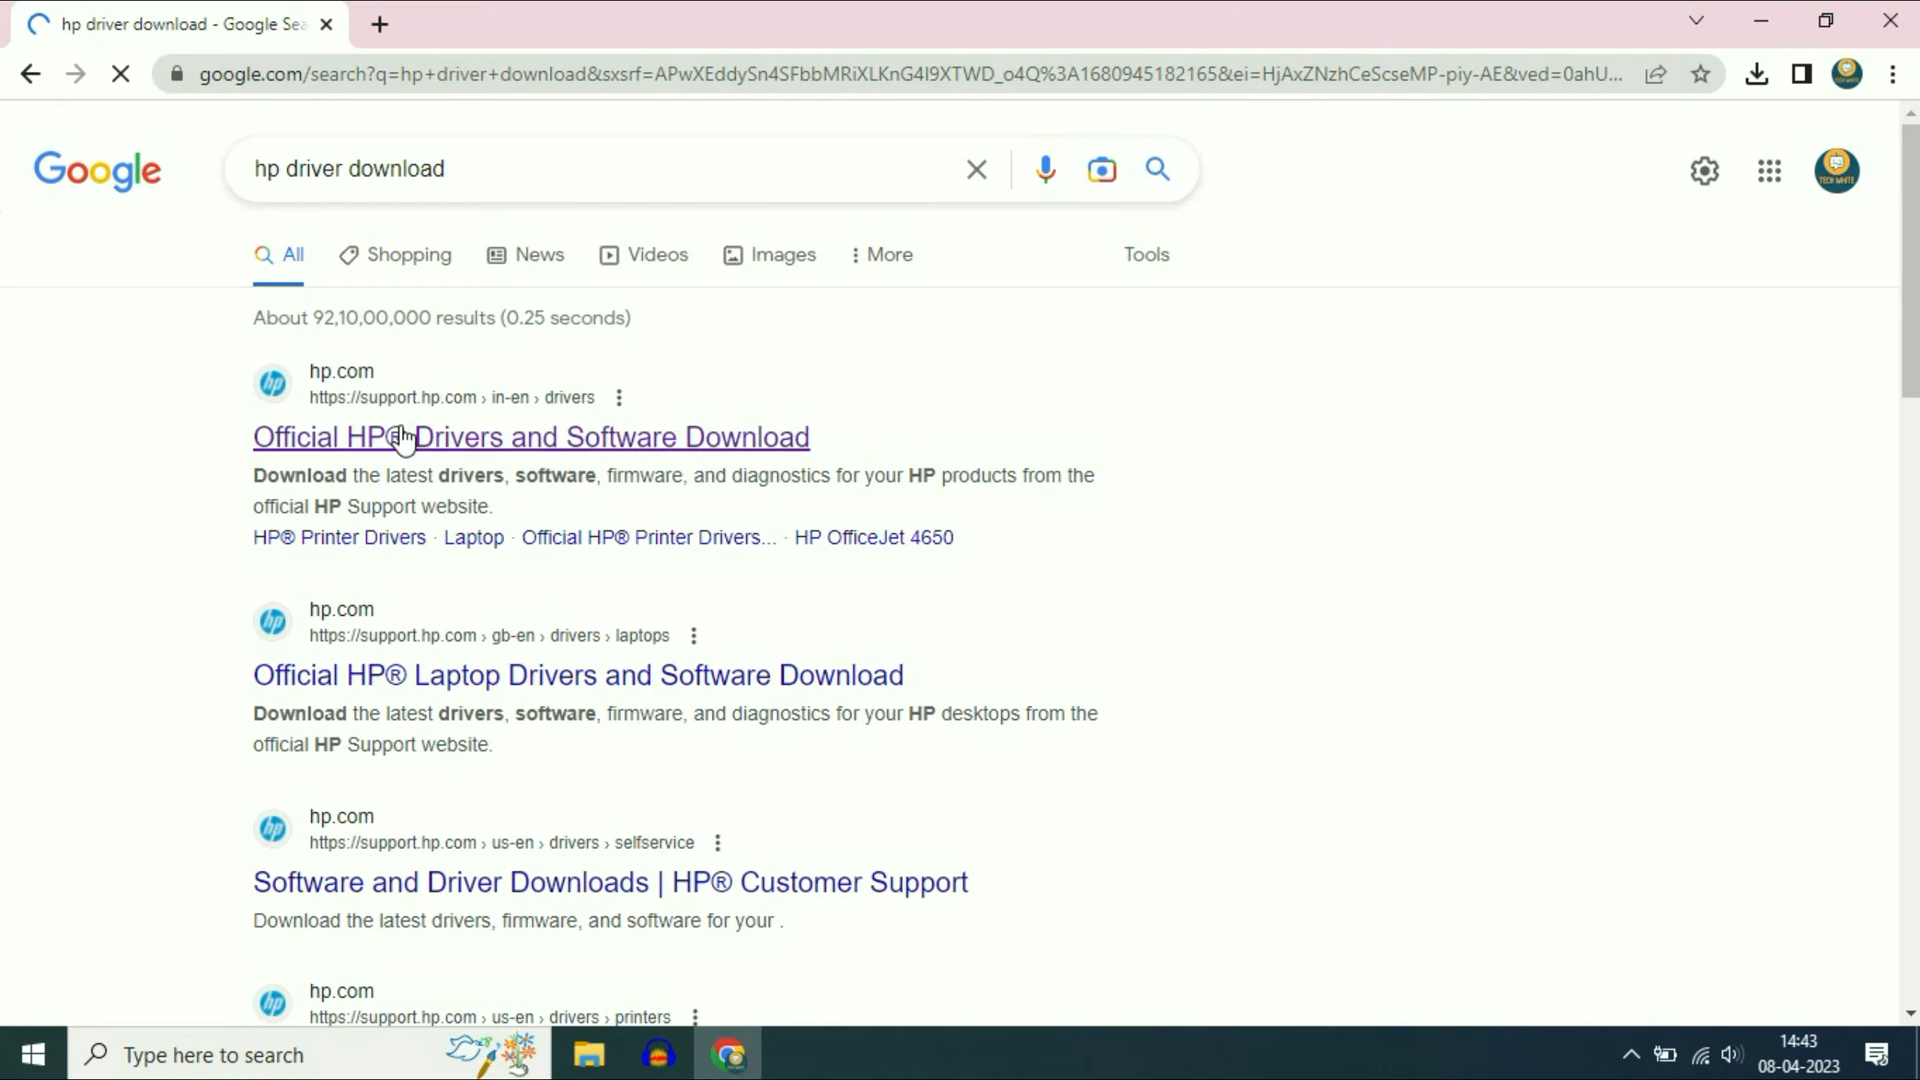 hp driver download - Google Sea
google.com/search?q=hp+driver+download&sxsrf=APwXEddySn4SFbbMRiXLKnG4I9XTWD_o4Q%3A1680945182165&ei=HjAxZNzhCeScseMP-piy-AE&ved=0ahU...
Google
hp driver download
TECH WHITE
All
Shopping
News
Videos
Images
More
Tools
About 92,10,00,000 results (0.25 seconds)
hp
hp.com
https://support.hp.com › in-en › drivers
Official HP® Drivers and Software Download
Download the latest drivers, software, firmware, and diagnostics for your HP products from the
official HP Support website.
HP® Printer Drivers · Laptop · Official HP® Printer Drivers... · HP OfficeJet 4650
hp
hp.com
https://support.hp.com › gb-en › drivers › laptops
Official HP® Laptop Drivers and Software Download
Download the latest drivers, software, firmware, and diagnostics for your HP desktops from the
official HP Support website.
hp
hp.com
https://support.hp.com › us-en › drivers › selfservice
Software and Driver Downloads | HP® Customer Support
Download the latest drivers, firmware, and software for your .
hp
hp.com
https://support.hp.com › us-en › drivers › printers
Type here to search
14:43
08-04-2023